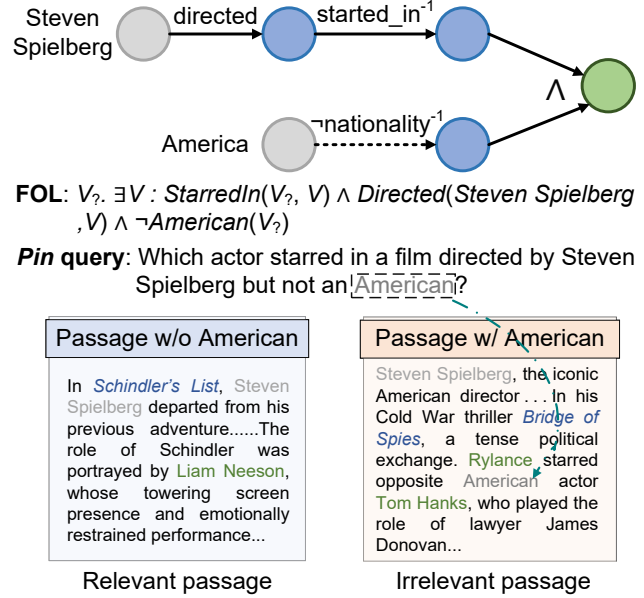 Steven Spielberg
directed
started_in⁻¹
∧
America
¬nationality⁻¹
FOL: V?. ∃V : StarredIn(V?, V) ∧ Directed(Steven Spielberg
,V) ∧ ¬American(V?)
Pin query: Which actor starred in a film directed by Steven
Spielberg but not an American?
Passage w/o American
In Schindler's List, Steven
Spielberg departed from his
previous adventure......The
role of Schindler was
portrayed by Liam Neeson,
whose towering screen
presence and emotionally
restrained performance...
Relevant passage
Passage w/ American
Steven Spielberg, the iconic
American director . . . In his
Cold War thriller Bridge of
Spies, a tense political
exchange. Rylance starred
opposite American actor
Tom Hanks, who played the
role of lawyer James
Donovan...
Irrelevant passage